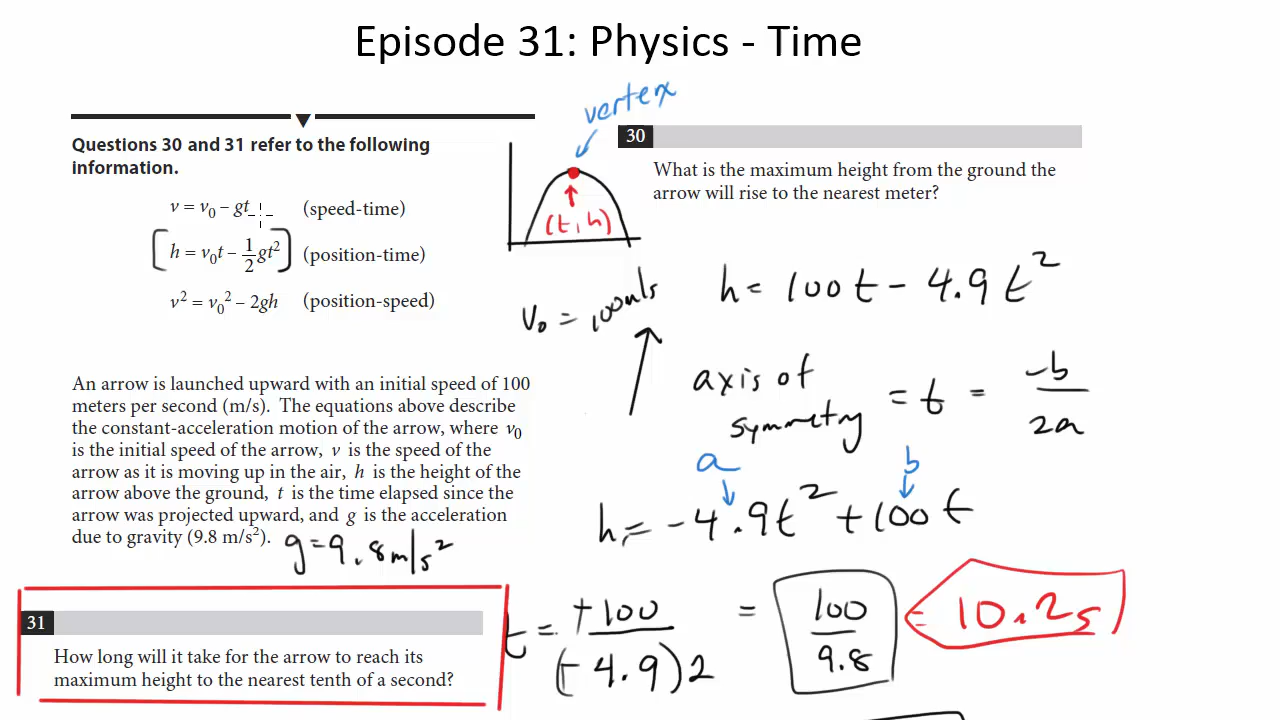 Episode 31: Physics - Time
Questions 30 and 31 refer to the following
information.
v = v₀ – gt (speed-time)
h = v₀t – 1/2 gt² (position-time)
v² = v₀² – 2gh (position-speed)
An arrow is launched upward with an initial speed of 100
meters per second (m/s). The equations above describe
the constant-acceleration motion of the arrow, where v₀
is the initial speed of the arrow, v is the speed of the
arrow as it is moving up in the air, h is the height of the
arrow above the ground, t is the time elapsed since the
arrow was projected upward, and g is the acceleration
due to gravity (9.8 m/s²).
g = 9.8 m/s²
31
How long will it take for the arrow to reach its
maximum height to the nearest tenth of a second?
vertex
(t, h)
v₀ = 100 m/s
30
What is the maximum height from the ground the
arrow will rise to the nearest meter?
h = 100t - 4.9t²
axis of
symmetry = t = -b/2a
a b
h = -4.9t² + 100t
t = +100/(+4.9)2 = 100/9.8 = 10.2s